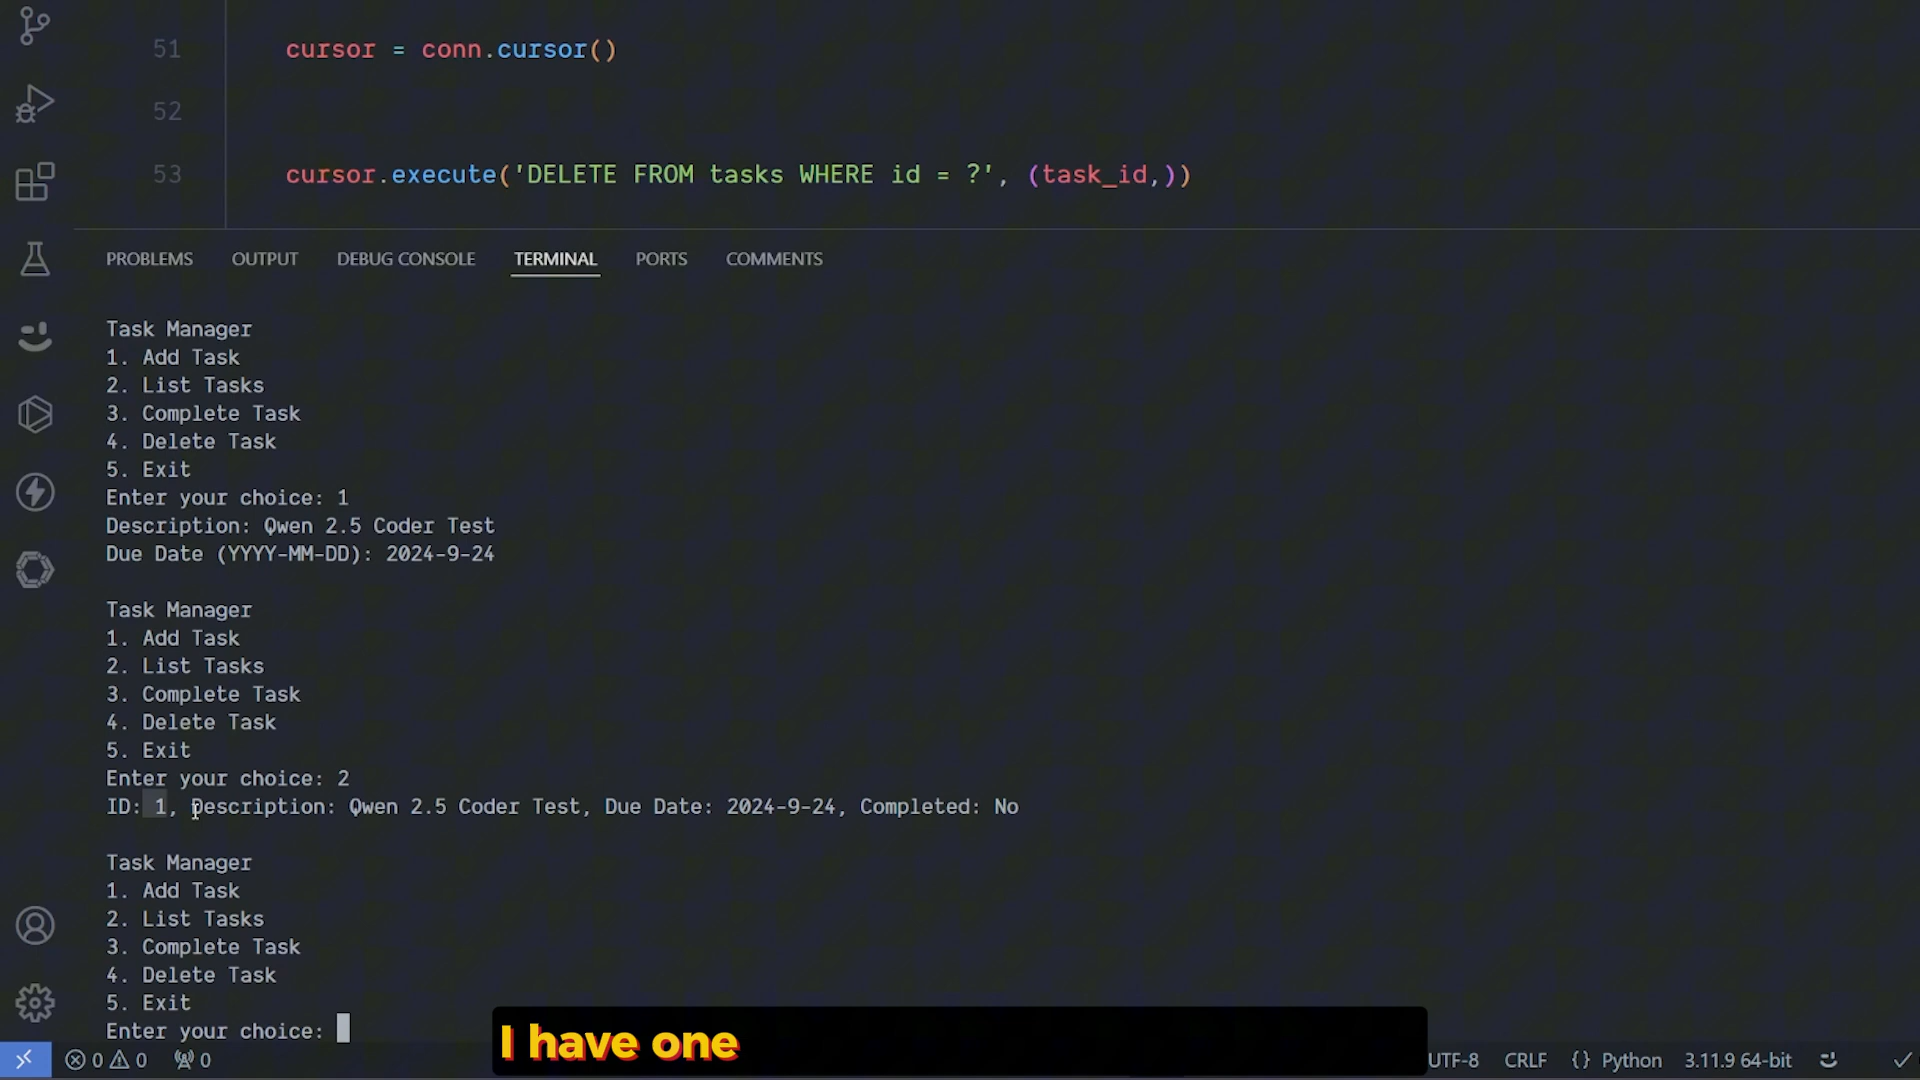 51 cursor = conn.cursor()
52
53 cursor.execute('DELETE FROM tasks WHERE id = ?', (task_id,))
PROBLEMS OUTPUT DEBUG CONSOLE TERMINAL PORTS COMMENTS
Task Manager
1. Add Task
2. List Tasks
3. Complete Task
4. Delete Task
5. Exit
Enter your choice: 1
Description: Qwen 2.5 Coder Test
Due Date (YYYY-MM-DD): 2024-9-24
Task Manager
1. Add Task
2. List Tasks
3. Complete Task
4. Delete Task
5. Exit
Enter your choice: 2
ID: 1, Description: Qwen 2.5 Coder Test, Due Date: 2024-9-24, Completed: No
Task Manager
1. Add Task
2. List Tasks
3. Complete Task
4. Delete Task
5. Exit
Enter your choice:
I have one
0 0 0 UTF-8 CRLF {} Python 3.11.9 64-bit